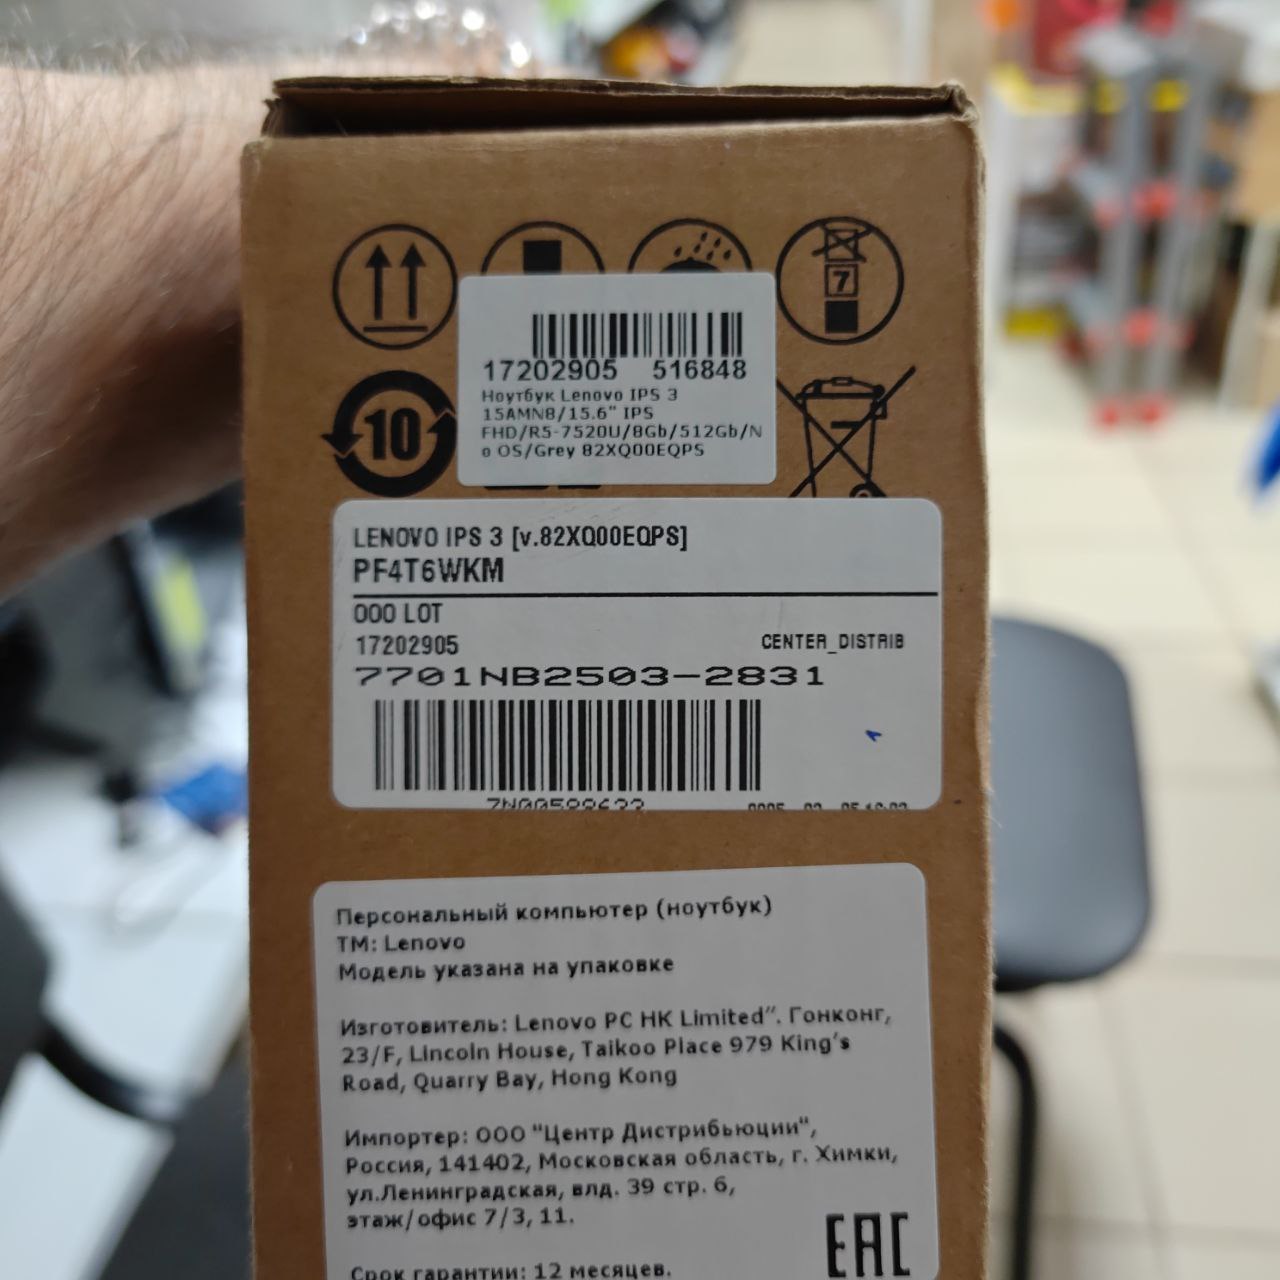 7
10
17202905 516848
Ноутбук Lenovo IPS 3
15AMN8/15.6" IPS
FHD/R5-7520U/8Gb/512Gb/N
o OS/Grey 82XQ00EQPS
LENOVO IPS 3 [v.82XQ00EQPS]
PF4T6WKM
OOO LOT
17202905 CENTER_DISTRIB
7701NB2503-2831
Персональный компьютер (ноутбук)
TM: Lenovo
Модель указана на упаковке
Изготовитель: Lenovo PC HK Limited”. Гонконг,
23/F, Lincoln House, Taikoo Place 979 King's
Road, Quarry Bay, Hong Kong
Импортер: ООО "Центр Дистрибьюции",
Россия, 141402, Московская область, г. Химки,
ул.Ленинградская, влд. 39 стр. 6,
этаж/офис 7/3, 11.
EAC
Срок гарантии: 12 месяцев.